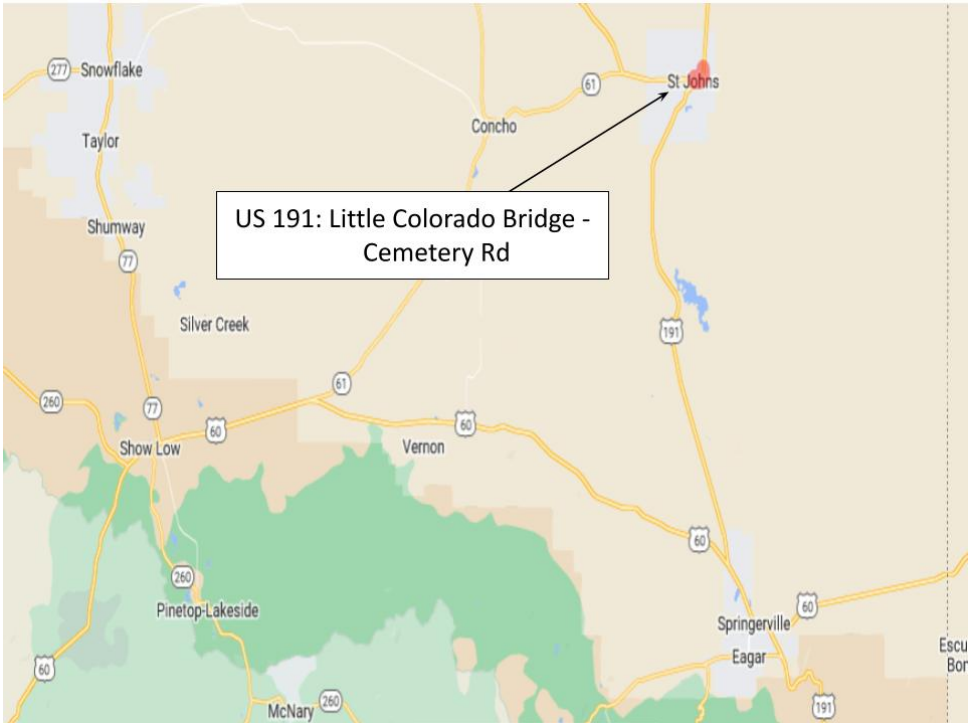 277
Snowflake
61
St Johns
Concho
Taylor
US 191: Little Colorado Bridge -
Cemetery Rd
Shumway
77
Silver Creek
191
61
260
77
60
60
Show Low
Vernon
60
260
Pinetop-Lakeside
60
Springerville
Escu
Bon
Eagar
60
260
McNary
191